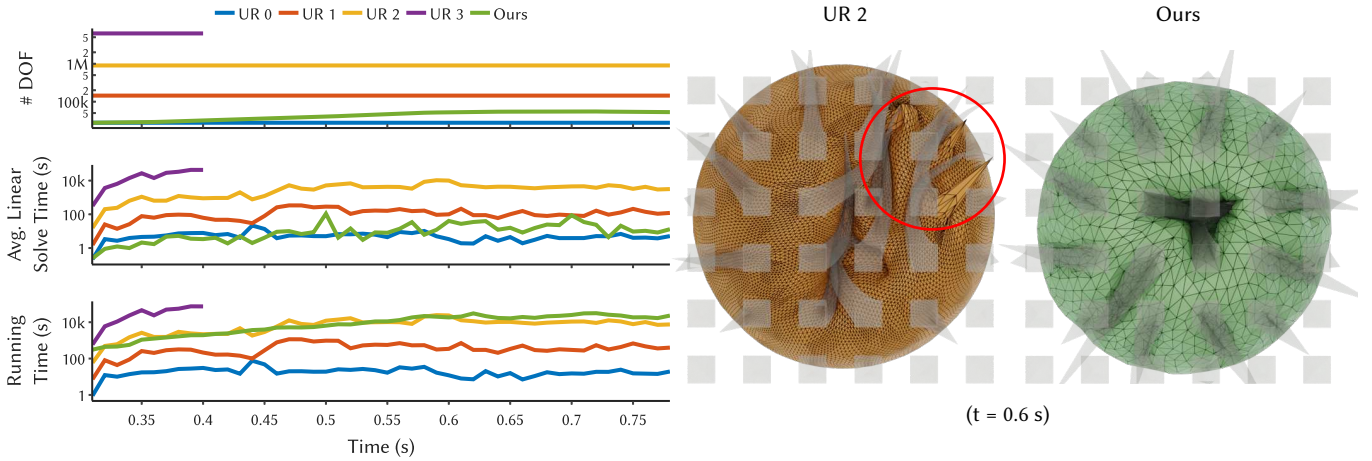 UR 0 UR 1 UR 2 UR 3 Ours
# DOF
5
2
1M
5
2
100k
5
Avg. Linear
Solve Time (s)
10k
100
1
Running
Time (s)
10k
100
1
0.35 0.4 0.45 0.5 0.55 0.6 0.65 0.7 0.75
Time (s)
UR 2 Ours
(t = 0.6 s)